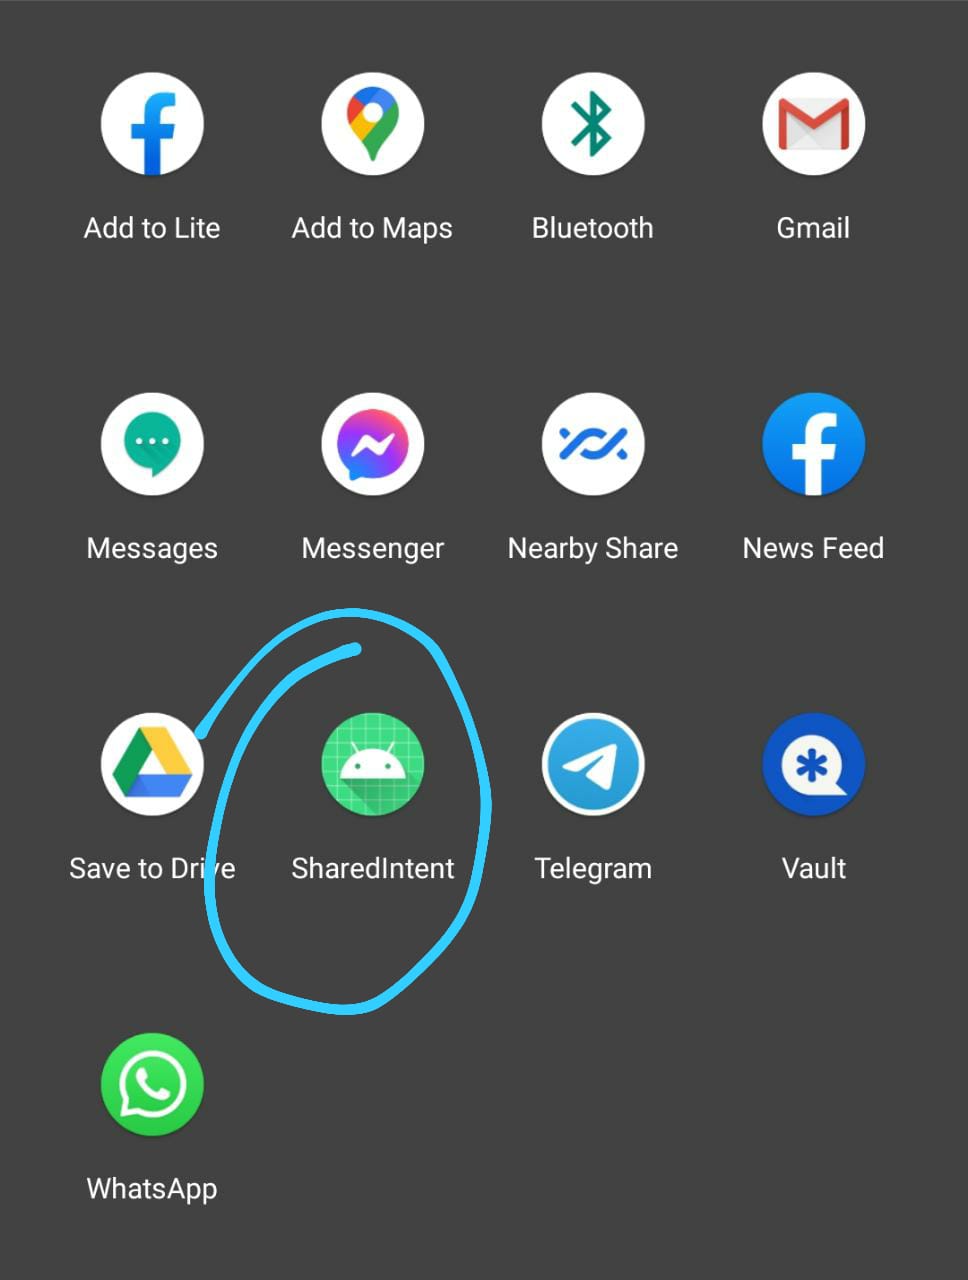 Add to Lite
Add to Maps
Bluetooth
Gmail
Messages
Messenger
Nearby Share
News Feed
Save to Drive
SharedIntent
Telegram
Vault
WhatsApp